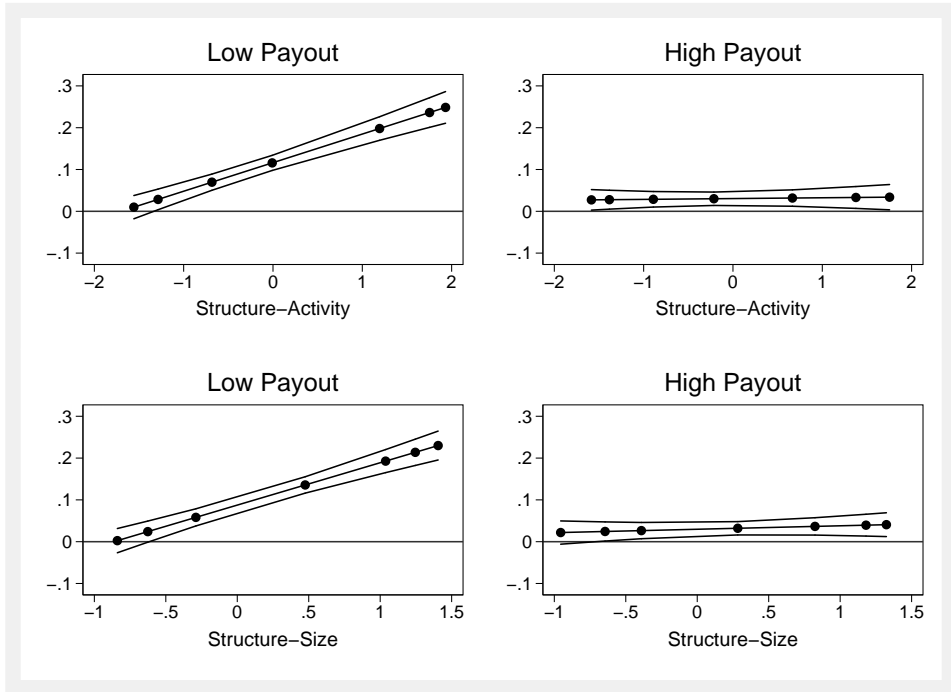 Low Payout
.3
.2
.1
0
−.1
−2 −1 0 1 2
Structure−Activity
High Payout
.3
.2
.1
0
−.1
−2 −1 0 1 2
Structure−Activity
Low Payout
.3
.2
.1
0
−.1
−1 −.5 0 .5 1 1.5
Structure−Size
High Payout
.3
.2
.1
0
−.1
−1 −.5 0 .5 1 1.5
Structure−Size